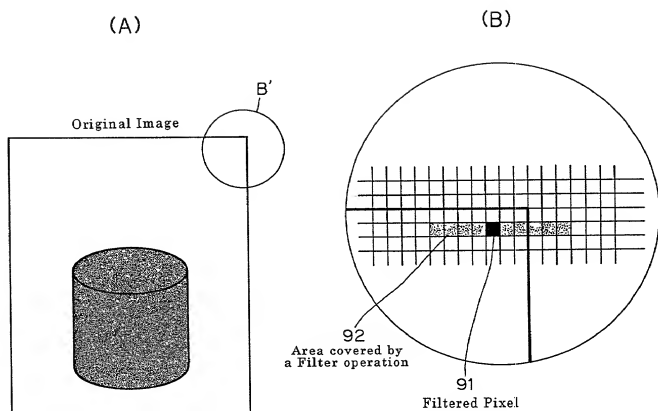 (A)
(B)
B'
Original Image
92
Area covered by
a Filter operation
91
Filtered Pixel